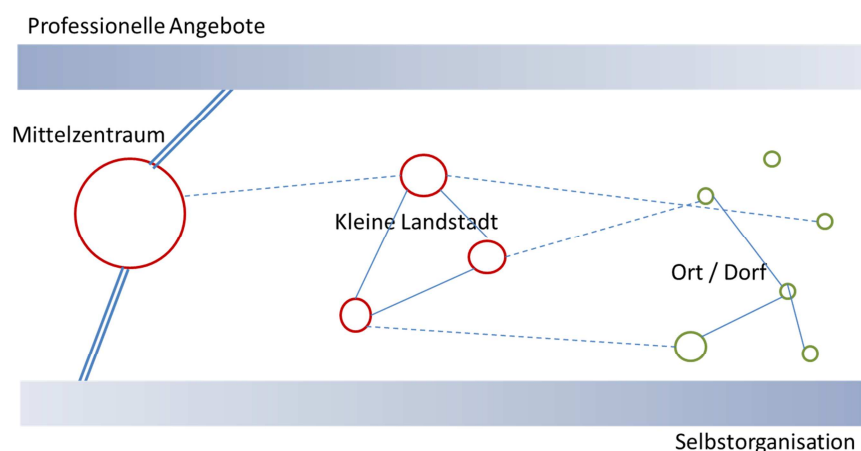 Professionelle Angebote
Mittelzentraum
Kleine Landstadt
Ort / Dorf
Selbstorganisation